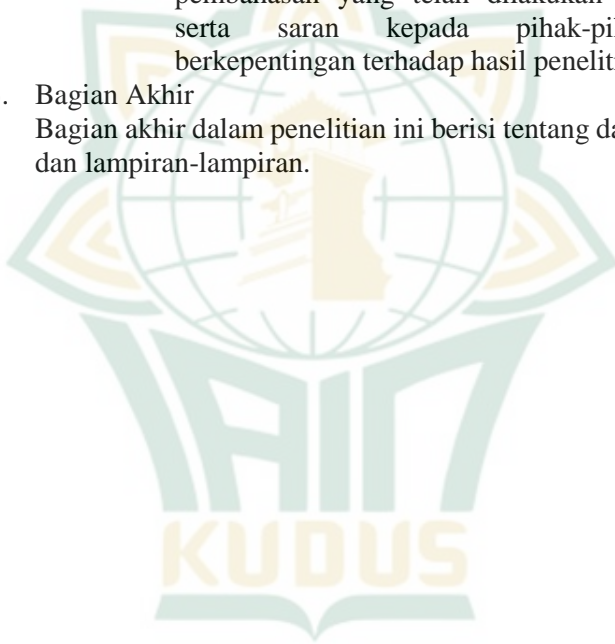 pembahasan yang telah dilakukan
serta saran kepada
berkepentingan terhadap hasil
. Bagian Akhir
Bagian akhir dalam penelitian ini berisi tentang
dan lampiran-lampiran.
IAIN
KUDUS